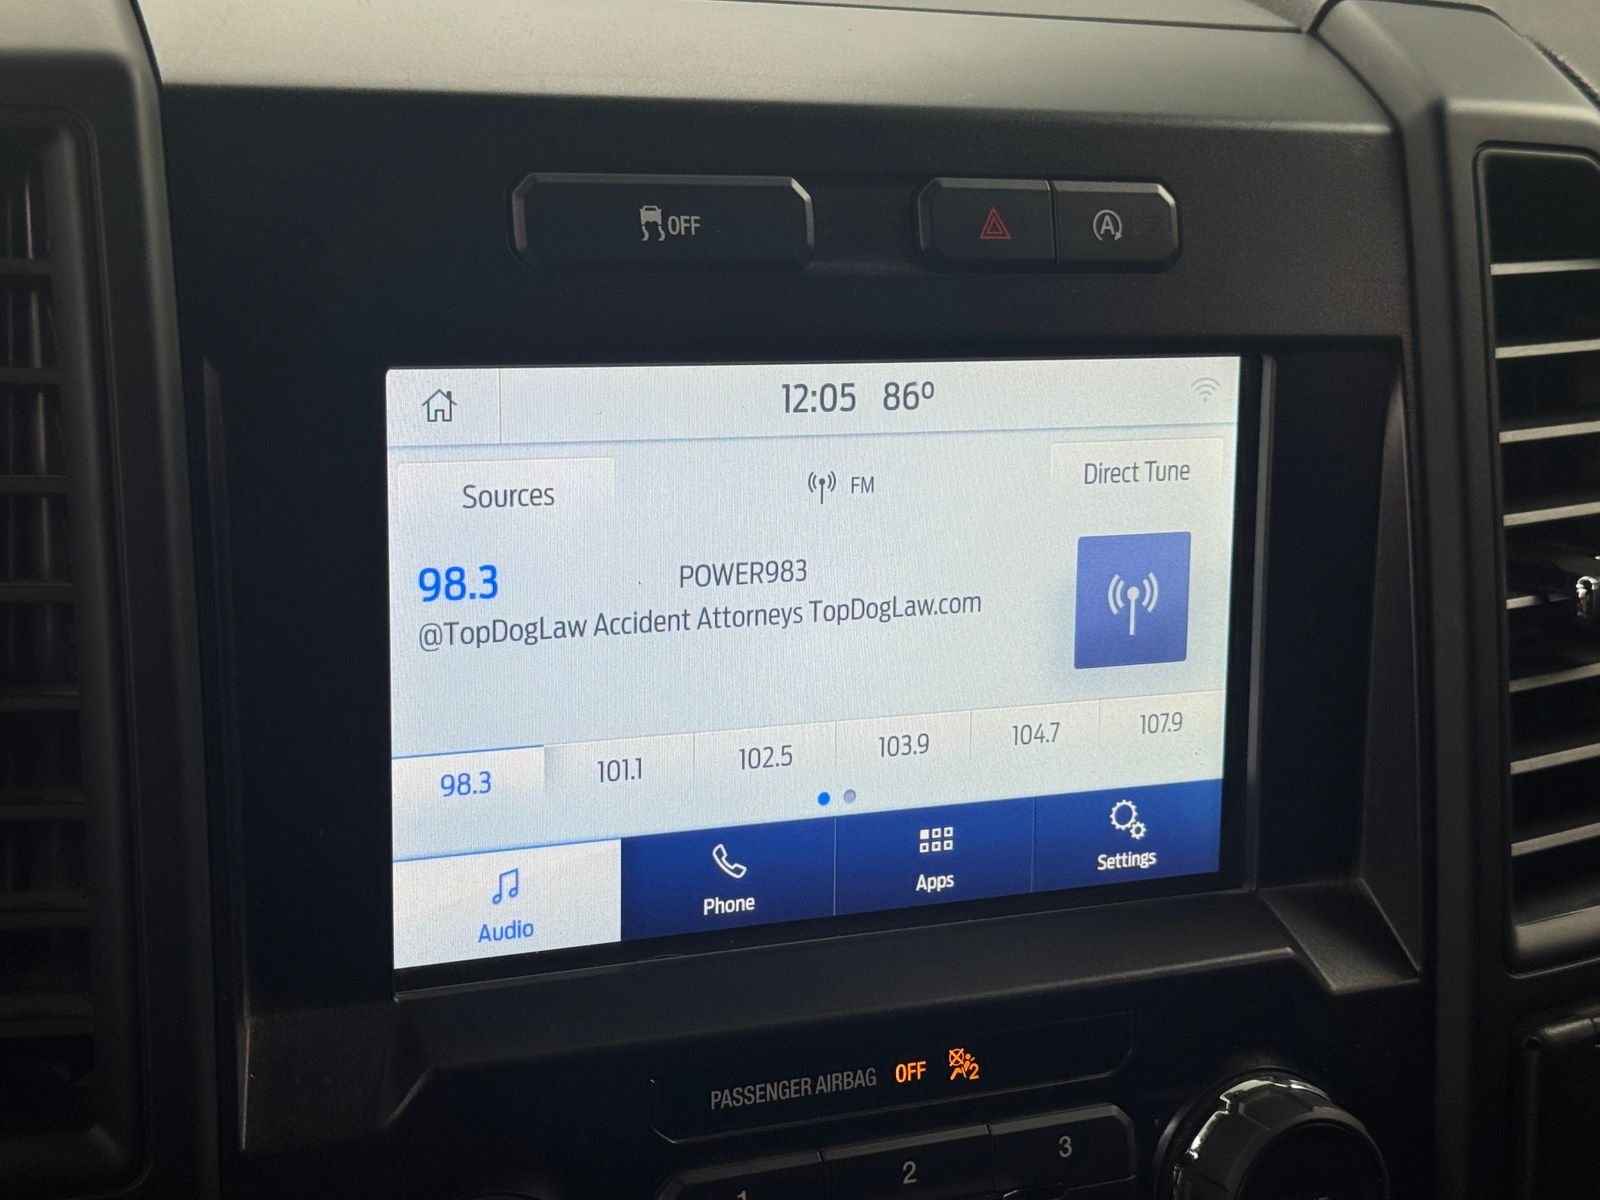 OFF
A
12:05 86°
Sources
FM
Direct Tune
98.3
POWER983
@TopDogLaw Accident Attorneys TopDogLaw.com
98.3
101.1
102.5
103.9
104.7
107.9
Audio
Phone
Apps
Settings
PASSENGER AIRBAG OFF 2
1
2
3